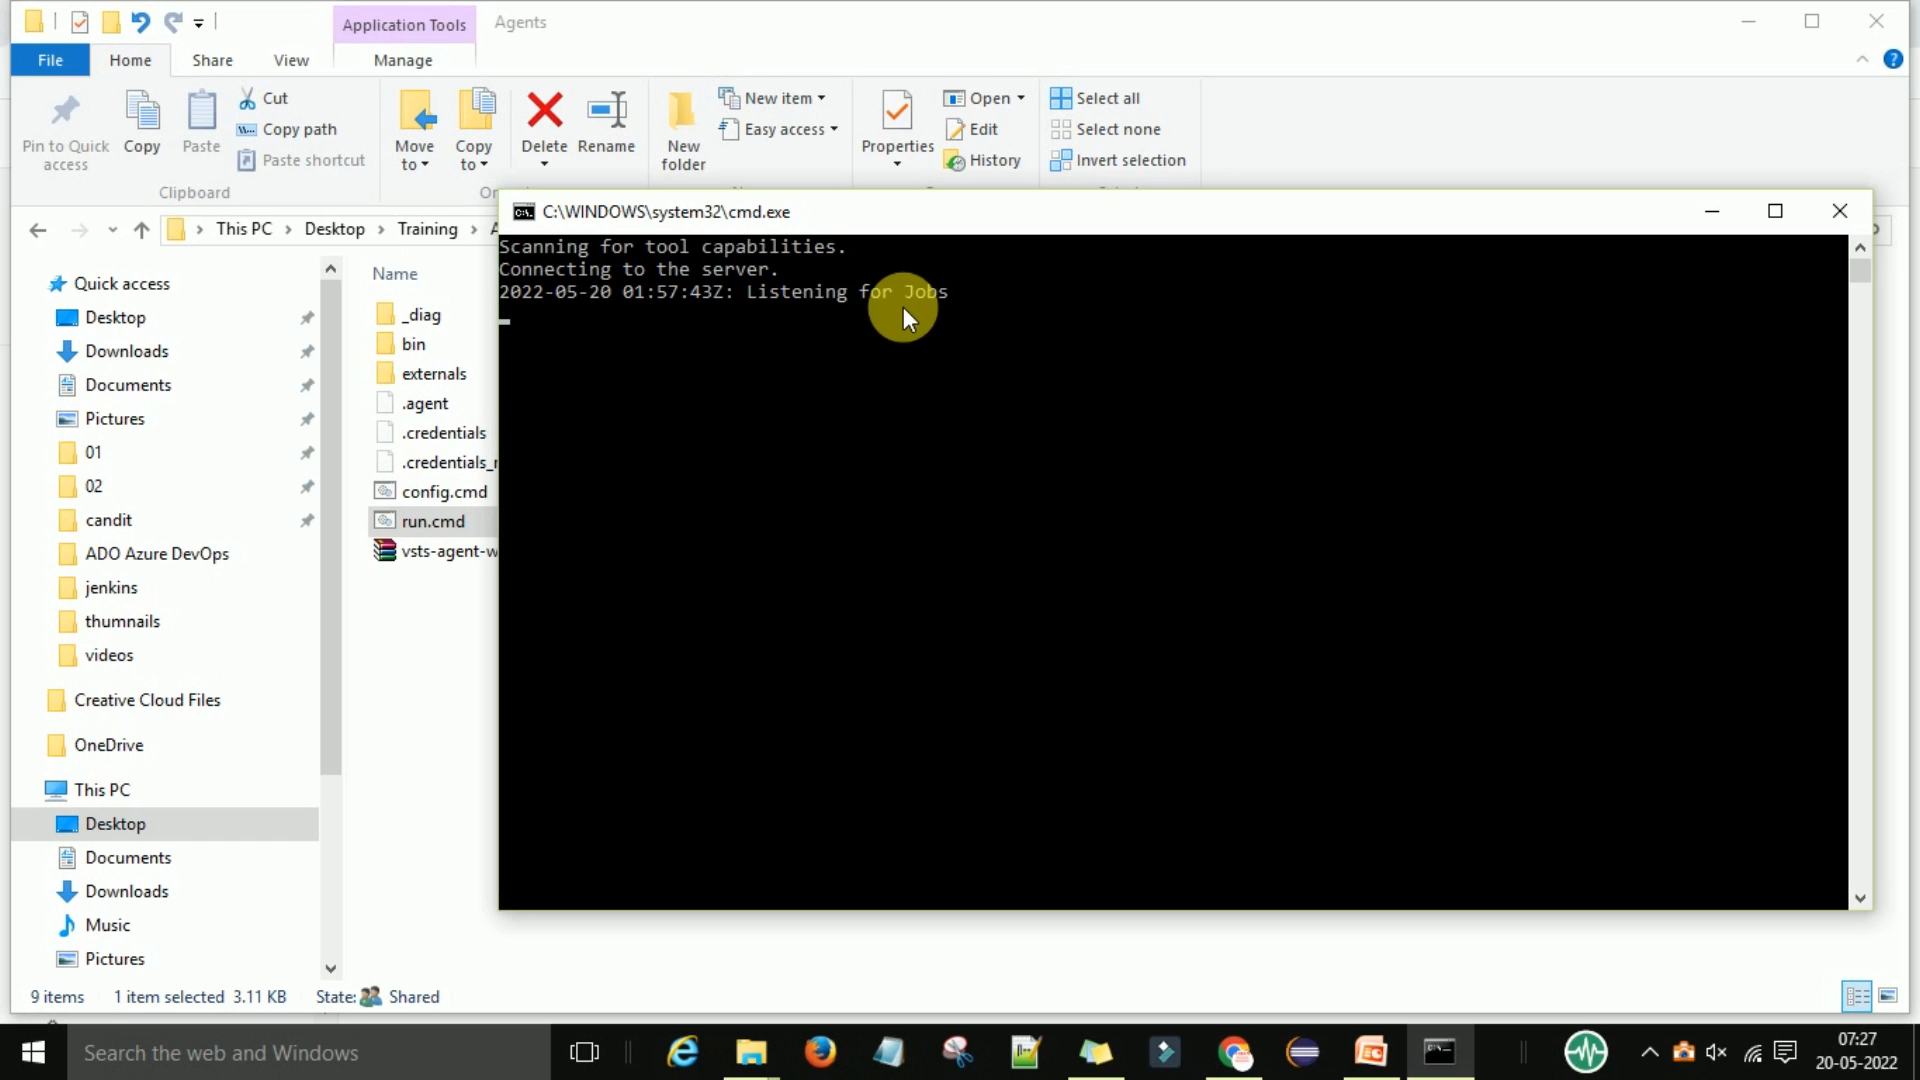 Application Tools
Agents
File
Home
Share
View
Manage
Pin to Quick access
Copy
Paste
Cut
Copy path
Paste shortcut
Clipboard
Move to
Copy to
Delete
Rename
New folder
New item
Easy access
Properties
Open
Edit
History
Select all
Select none
Invert selection
This PC
Desktop
Training
Quick access
Desktop
Downloads
Documents
Pictures
01
02
candit
ADO Azure DevOps
jenkins
thumnails
videos
Creative Cloud Files
OneDrive
This PC
Desktop
Documents
Downloads
Music
Pictures
Name
_diag
bin
externals
.agent
.credentials
.credentials_r
config.cmd
run.cmd
vsts-agent-w
C:\WINDOWS\system32\cmd.exe
Scanning for tool capabilities.
Connecting to the server.
2022-05-20 01:57:43Z: Listening for Jobs
9 items
1 item selected 3.11 KB
State: Shared
Search the web and Windows
07:27
20-05-2022